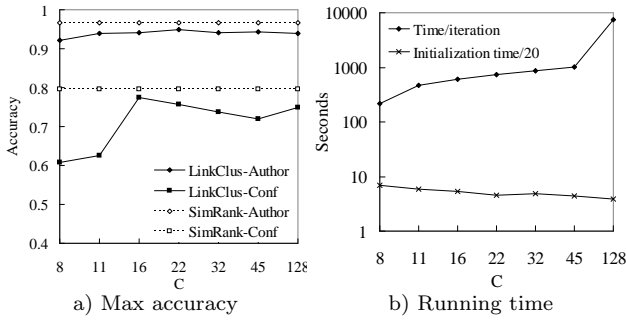 1
0.9
0.8
0.7
0.6
0.5
0.4
Accuracy
LinkClus-Author
LinkClus-Conf
SimRank-Author
SimRank-Conf
8 11 16 22 32 45 128
C
a) Max accuracy
10000
1000
100
10
1
Seconds
Time/iteration
Initialization time/20
8 11 16 22 32 45 128
C
b) Running time